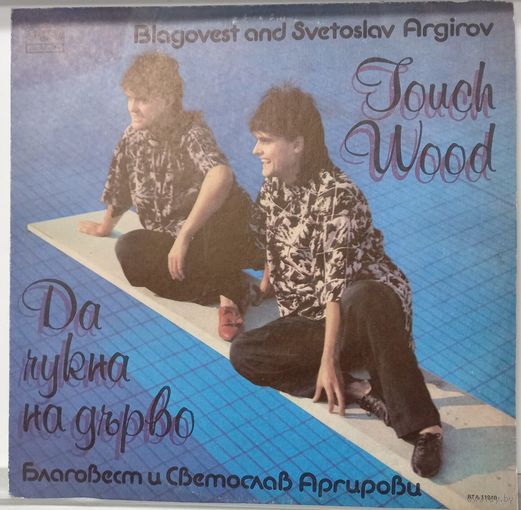 Blagovest and Svetoslav Argirov
Touch
Wood
Да
чукна
на дърво
Благовест и Светослав Аргирови